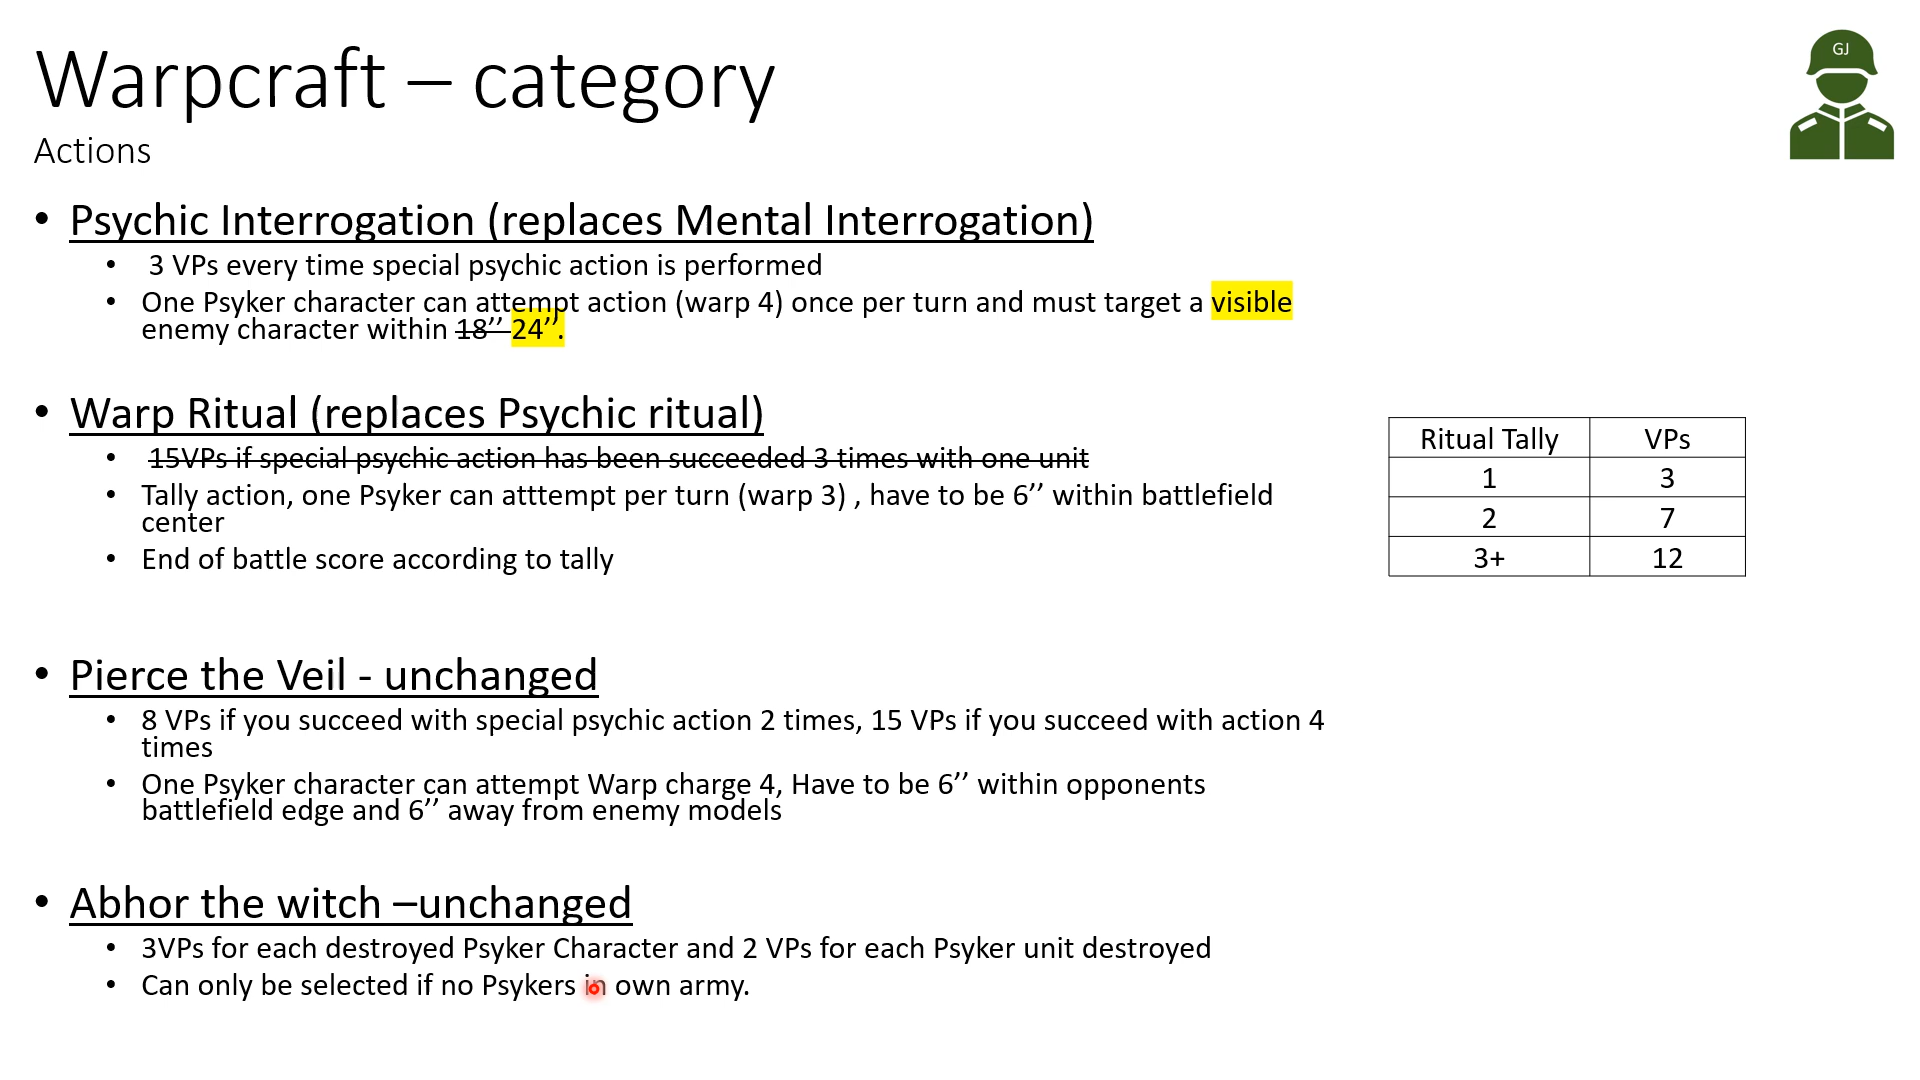 Warpcraft – category
GJ
Actions
• Psychic Interrogation (replaces Mental Interrogation)
• 3 VPs every time special psychic action is performed
• One Psyker character can attempt action (warp 4) once per turn and must target a visible
enemy character within 18’’ 24’’.
• Warp Ritual (replaces Psychic ritual)
• 15VPs if special psychic action has been succeeded 3 times with one unit
• Tally action, one Psyker can atttempt per turn (warp 3) , have to be 6’’ within battlefield
center
• End of battle score according to tally
Ritual Tally VPs
1 3
2 7
3+ 12
• Pierce the Veil - unchanged
• 8 VPs if you succeed with special psychic action 2 times, 15 VPs if you succeed with action 4
times
• One Psyker character can attempt Warp charge 4, Have to be 6’’ within opponents
battlefield edge and 6’’ away from enemy models
• Abhor the witch –unchanged
• 3VPs for each destroyed Psyker Character and 2 VPs for each Psyker unit destroyed
• Can only be selected if no Psykers in own army.